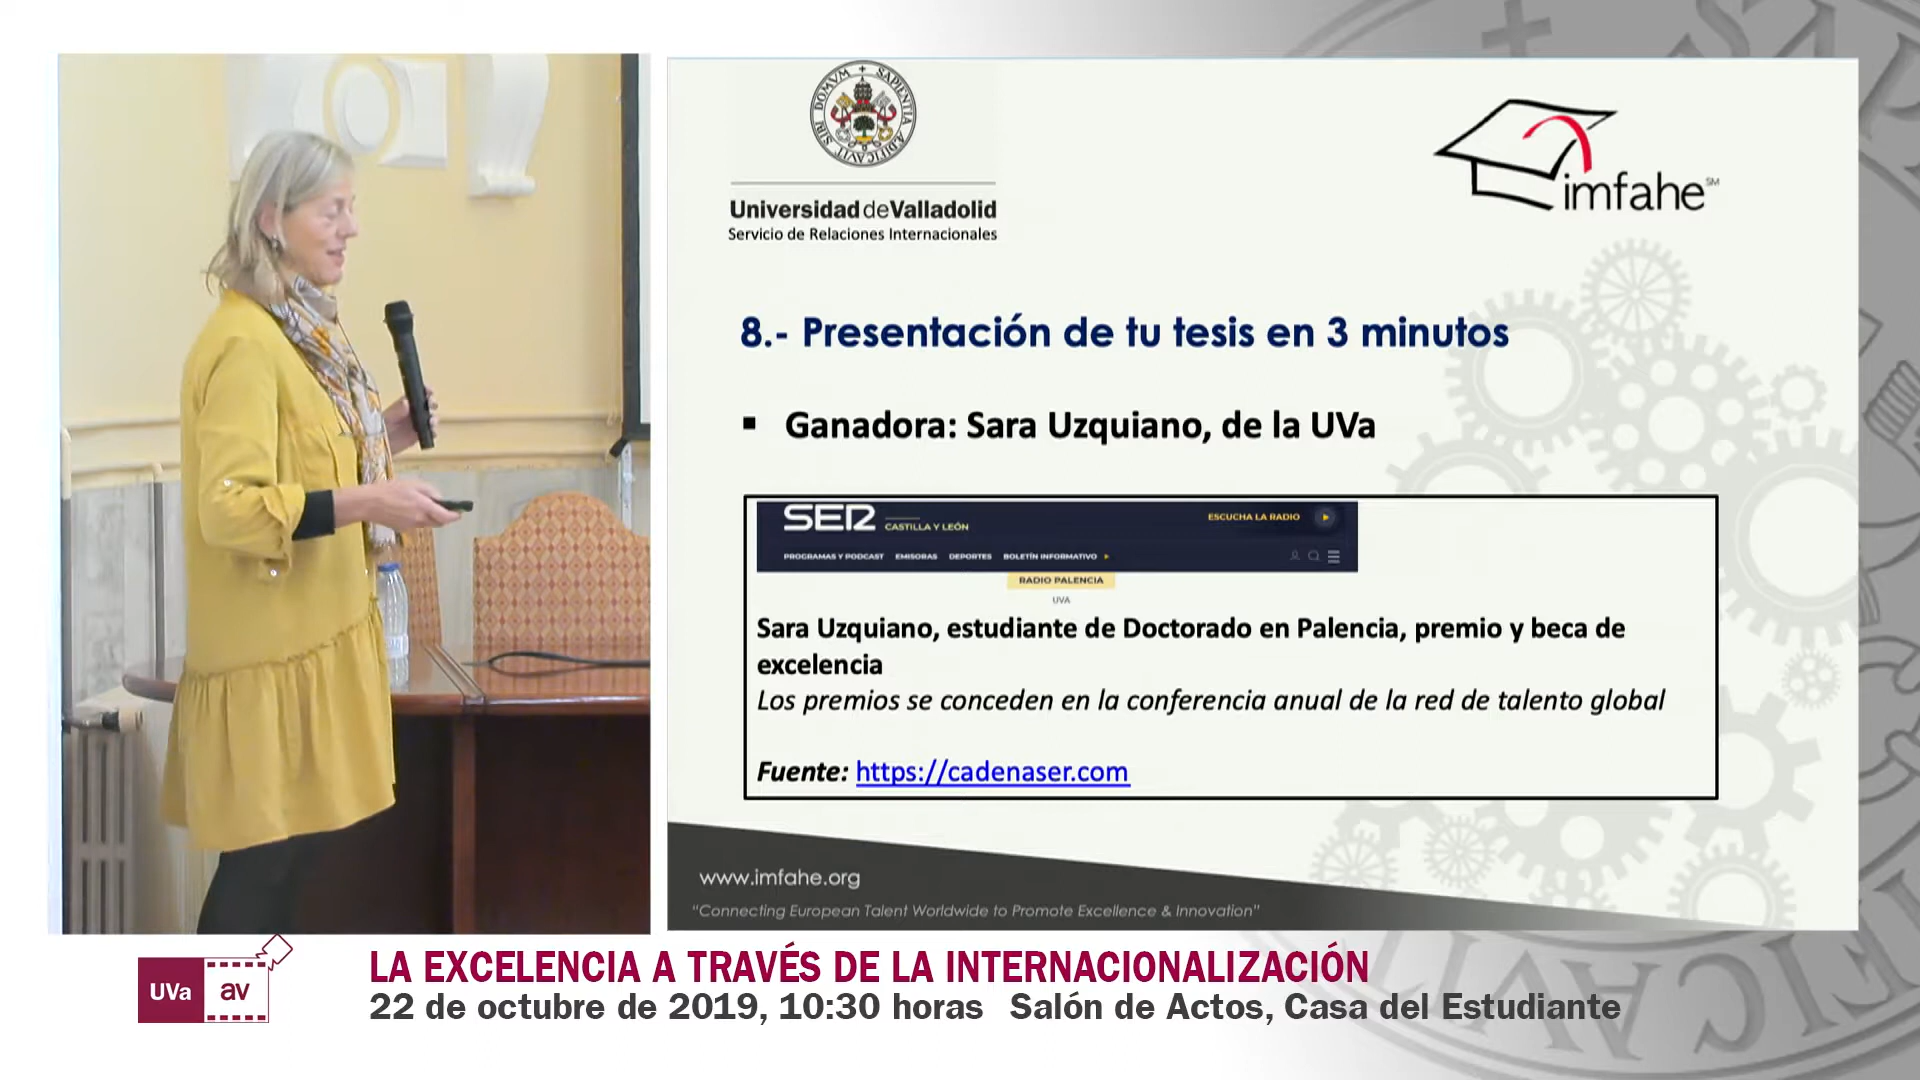 SIBI DOMVM SAPIENTIA ÆDIFICAVIT
Universidad de Valladolid
Servicio de Relaciones Internacionales
imfahe SM
8.- Presentación de tu tesis en 3 minutos
▪ Ganadora: Sara Uzquiano, de la UVa
SER CASTILLA Y LEÓN
ESCUCHA LA RADIO
PROGRAMAS Y PODCAST EMISORAS DEPORTES BOLETÍN INFORMATIVO
RADIO PALENCIA
UVA
Sara Uzquiano, estudiante de Doctorado en Palencia, premio y beca de
excelencia
Los premios se conceden en la conferencia anual de la red de talento global
Fuente: https://cadenaser.com
www.imfahe.org
“Connecting European Talent Worldwide to Promote Excellence & Innovation”
UVa av
LA EXCELENCIA A TRAVÉS DE LA INTERNACIONALIZACIÓN
22 de octubre de 2019, 10:30 horas Salón de Actos, Casa del Estudiante